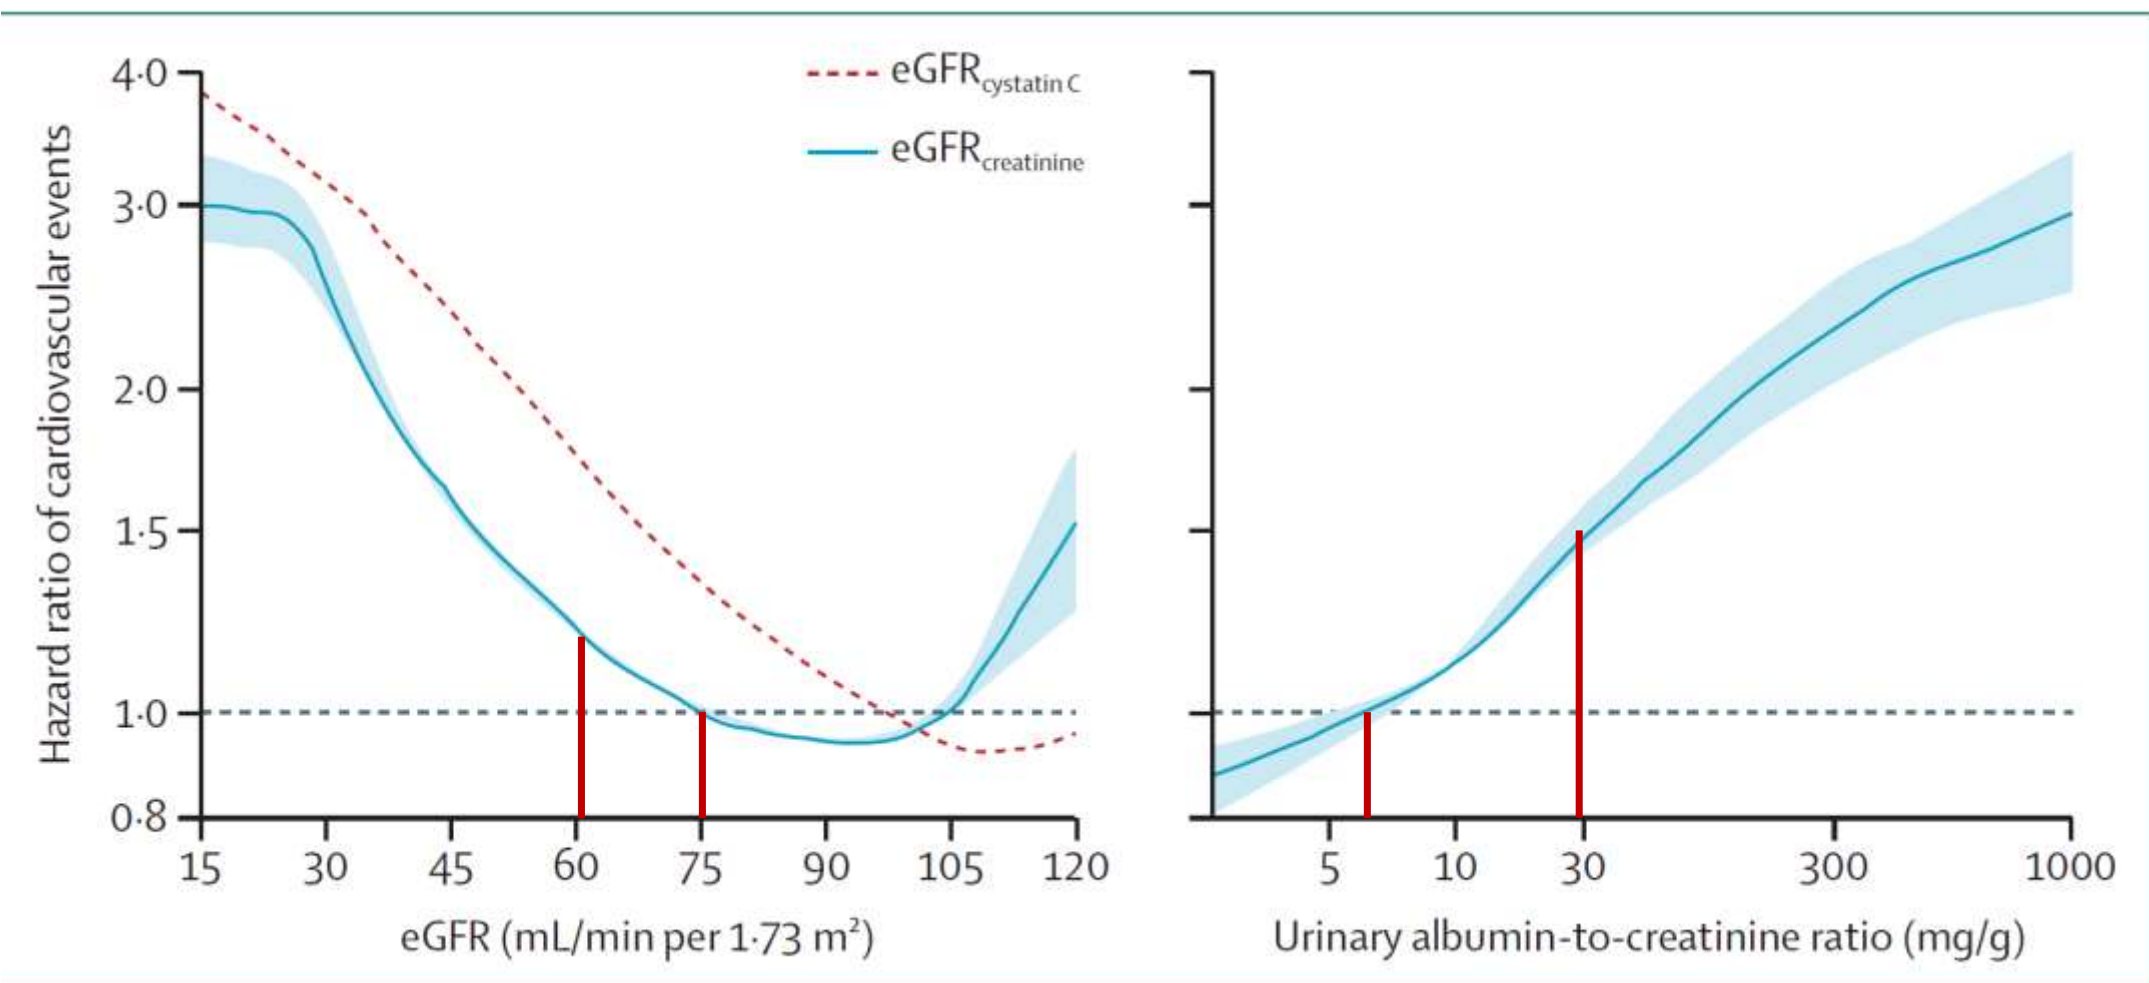 Hazard ratio of cardiovascular events
4·0
3·0
2·0
1·5
1·0
0·8
eGFRcystatin C
eGFRcreatinine
15 30 45 60 75 90 105 120
eGFR (mL/min per 1·73 m²)
5 10 30 300 1000
Urinary albumin-to-creatinine ratio (mg/g)